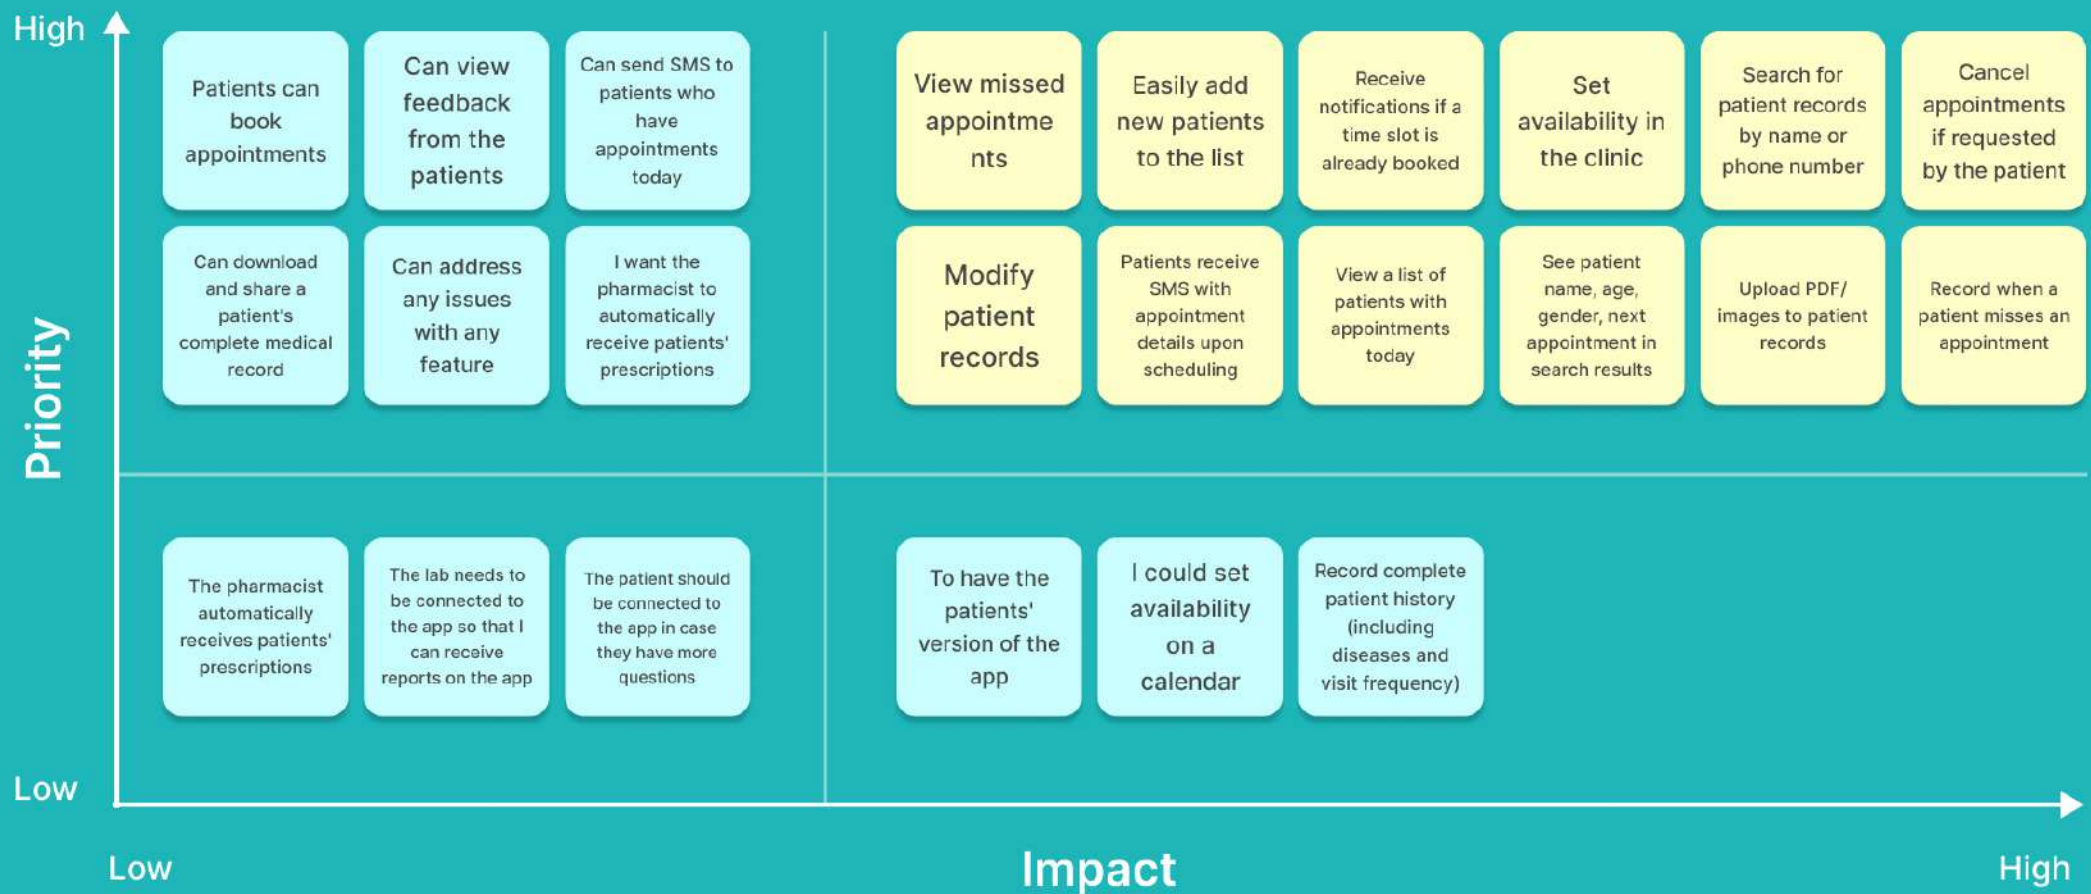 High
Priority
Patients can
book
appointments
Can view
feedback
from the
patients
Can send SMS to
patients who
have
appointments
today
View missed
appointme
nts
Easily add
new patients
to the list
Receive
notifications if a
time slot is
already booked
Set
availability in
the clinic
Search for
patient records
by name or
phone number
Cancel
appointments
if requested
by the patient
Can download
and share a
patient's
complete medical
record
Can address
any issues
with any
feature
I want the
pharmacist to
automatically
receive patients'
prescriptions
Modify
patient
records
Patients receive
SMS with
appointment
details upon
scheduling
View a list of
patients with
appointments
today
See patient
name, age,
gender, next
appointment in
search results
Upload PDF/
images to patient
records
Record when a
patient misses an
appointment
The pharmacist
automatically
receives patients'
prescriptions
The lab needs to
be connected to
the app so that I
can receive
reports on the app
The patient should
be connected to
the app in case
they have more
questions
To have the
patients'
version of the
app
I could set
availability
on a
calendar
Record complete
patient history
(including
diseases and
visit frequency)
Low
Low
Impact
High